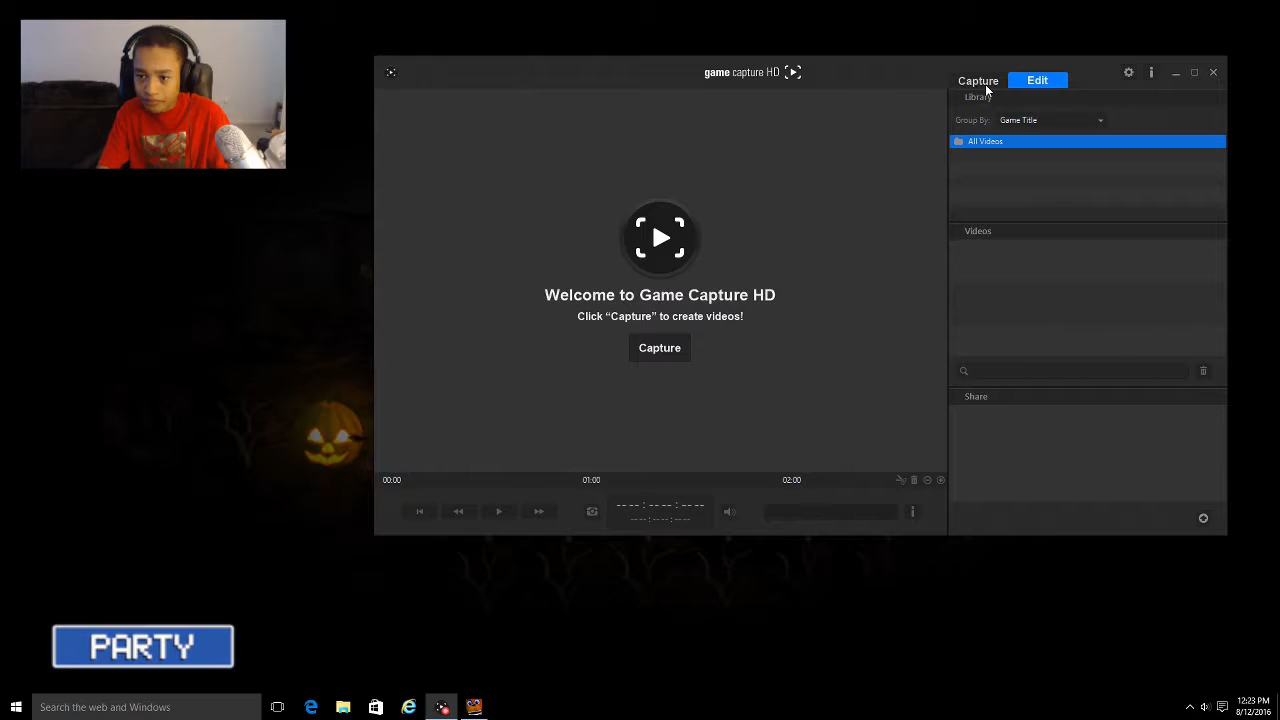 game capture HD
Capture
Edit
Library
Group By:
Game Title
All Videos
Videos
Welcome to Game Capture HD
Click “Capture” to create videos!
Capture
Share
00:00
01:00
02:00
PARTY
Search the web and Windows
12:23 PM
8/12/2016